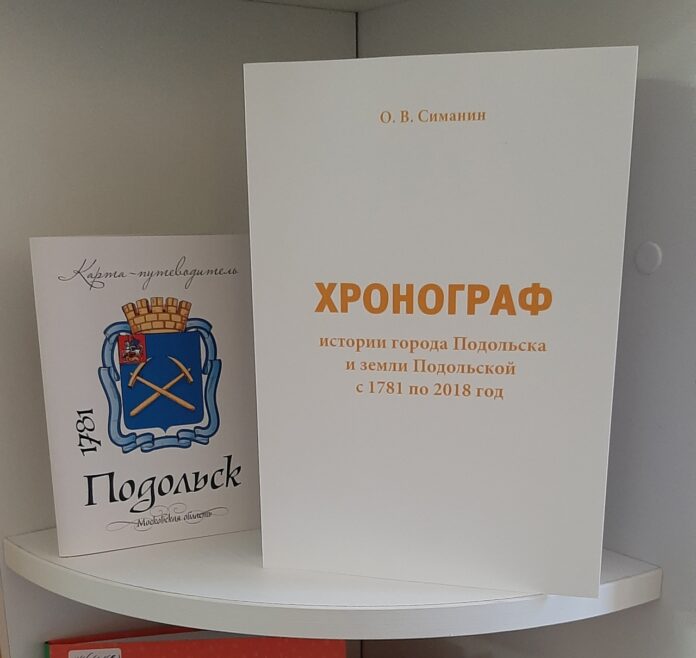 Карта-путеводитель
1781
Подольск
Московская область
О. В. Симанин
ХРОНОГРАФ
истории города Подольска
и земли Подольской
с 1781 по 2018 год